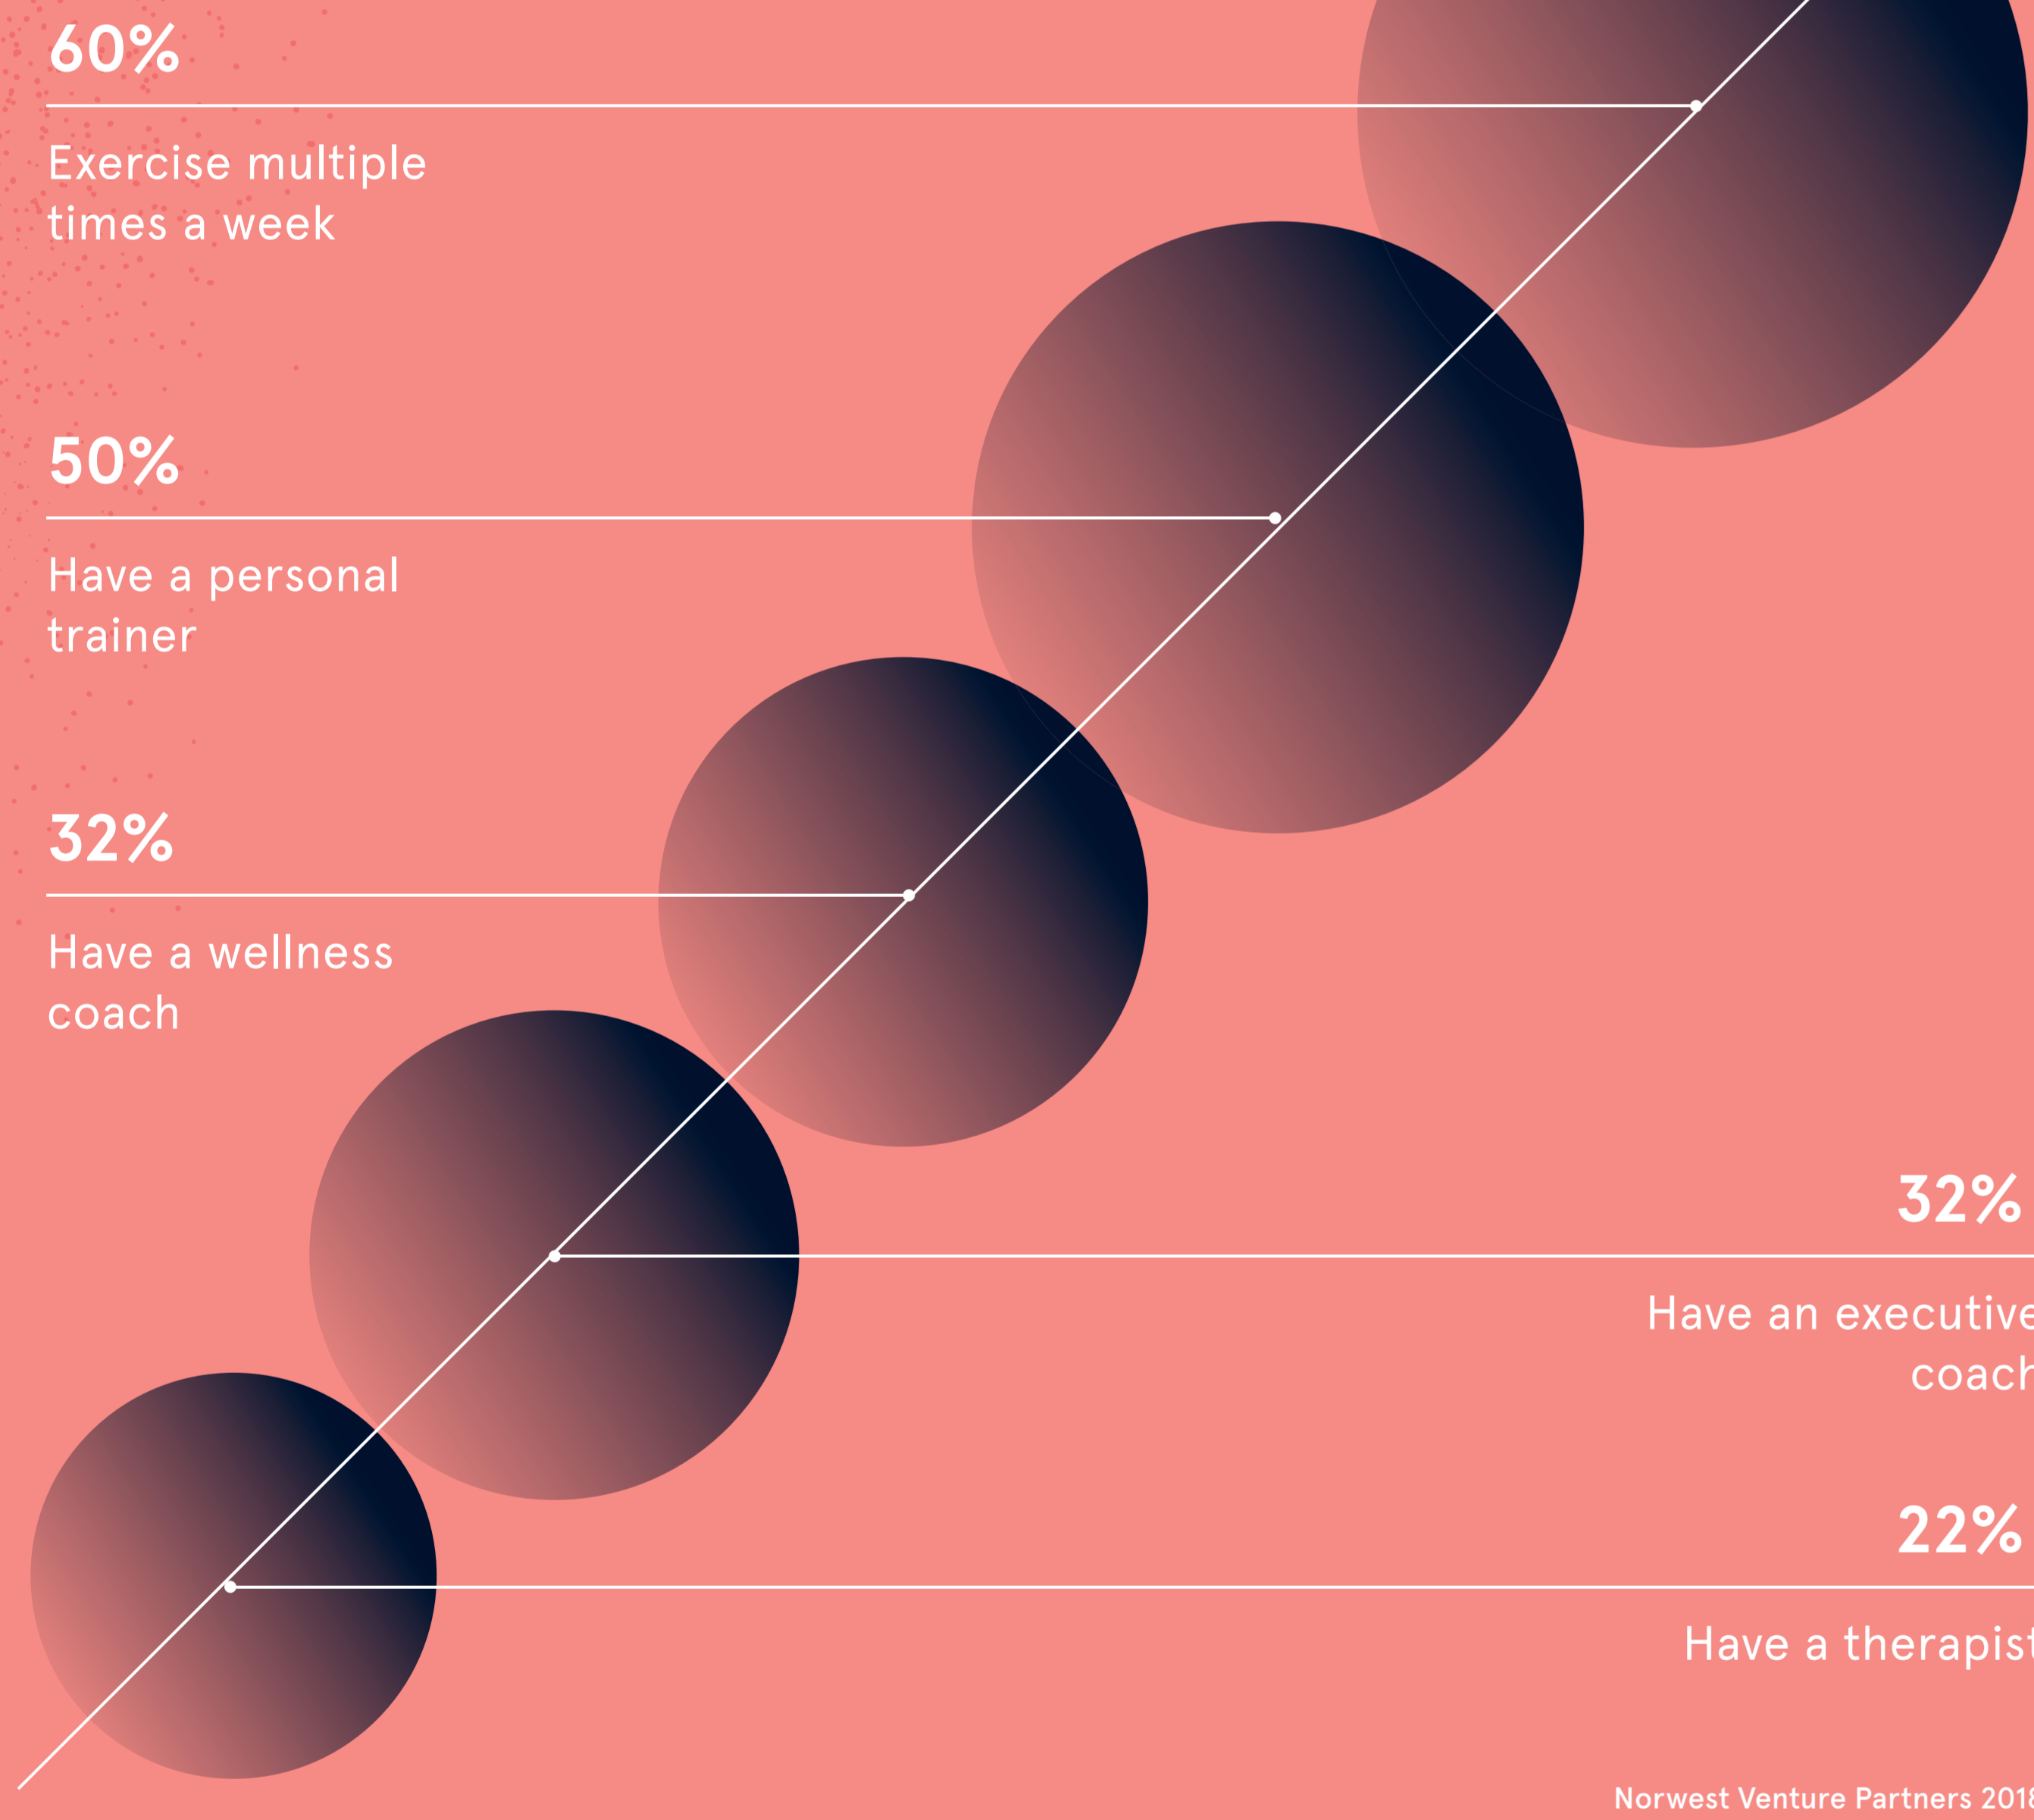 60%
Exercise multiple
times a week
50%
Have a personal
trainer
32%
Have a wellness
coach
32%
Have an executive
coach
22%
Have a therapist
Norwest Venture Partners 2018